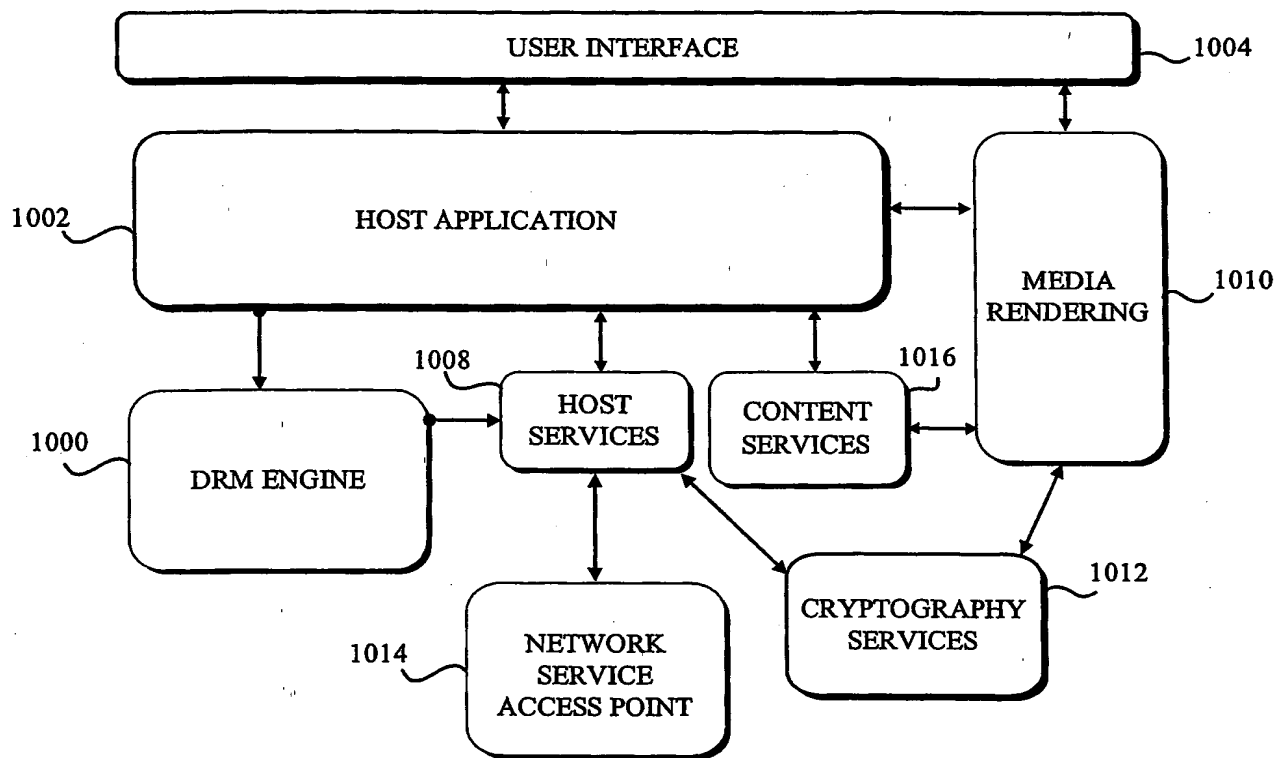 USER INTERFACE
1004
1002
HOST APPLICATION
MEDIA
RENDERING
1010
1008
HOST
SERVICES
1016
CONTENT
SERVICES
1000
DRM ENGINE
1014
NETWORK
SERVICE
ACCESS POINT
CRYPTOGRAPHY
SERVICES
1012